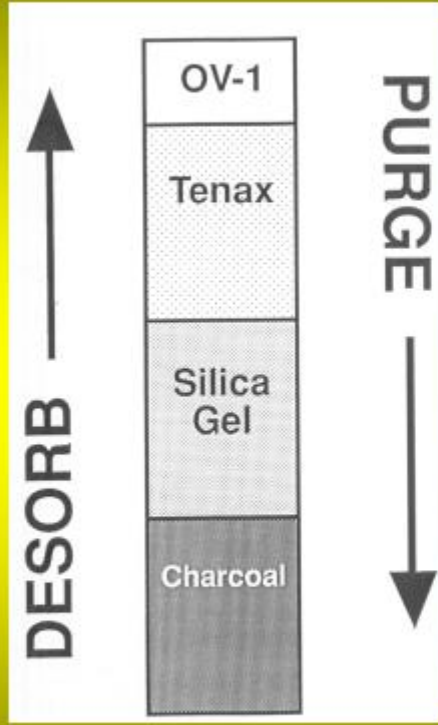 OV-1
Tenax
Silica
Gel
Charcoal
DESORB
PURGE